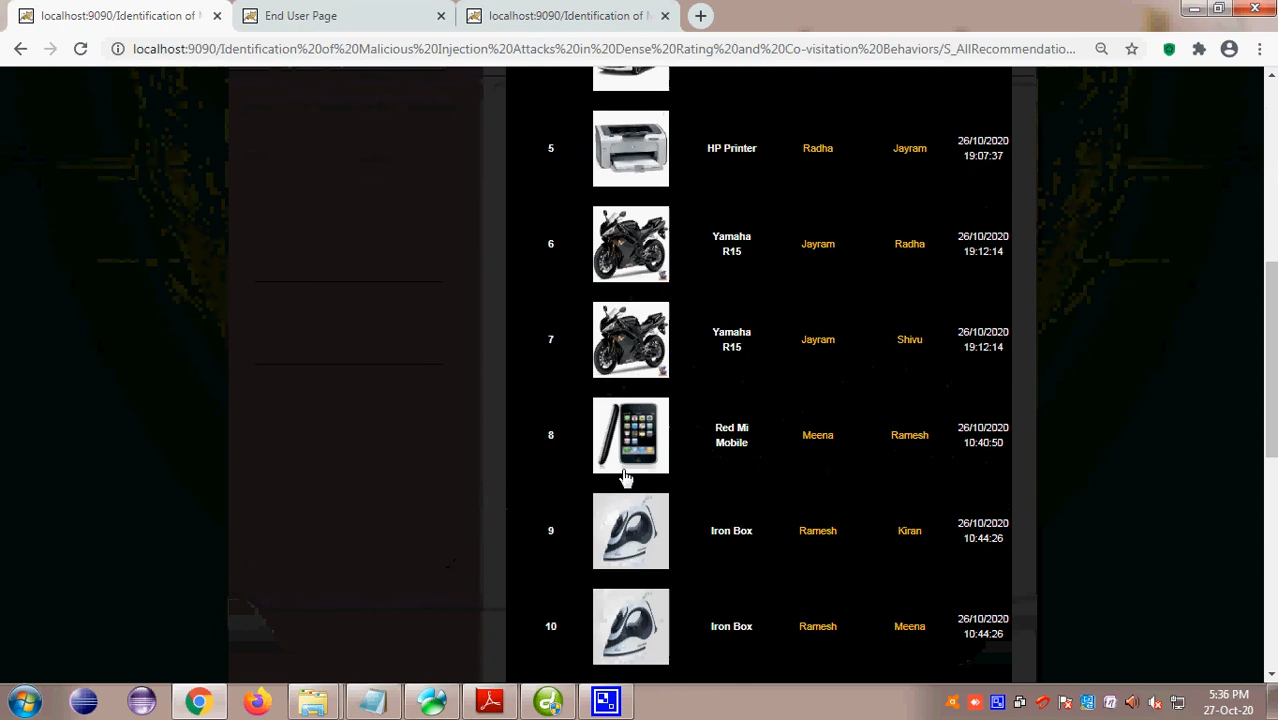 localhost:9090/Identification of M
End User Page
localhost:9090/Identification of M
localhost:9090/Identification%20of%20Malicious%20Injection%20Attacks%20in%20Dense%20Rating%20and%20Co-visitation%20Behaviors/S_AllRecommendatio...
5 HP Printer Radha Jayram 26/10/2020
19:07:37
6 Yamaha
R15 Jayram Radha 26/10/2020
19:12:14
7 Yamaha
R15 Jayram Shivu 26/10/2020
19:12:14
8 Red Mi
Mobile Meena Ramesh 26/10/2020
10:40:50
9 Iron Box Ramesh Kiran 26/10/2020
10:44:26
10 Iron Box Ramesh Meena 26/10/2020
10:44:26
5:36 PM
27-Oct-20